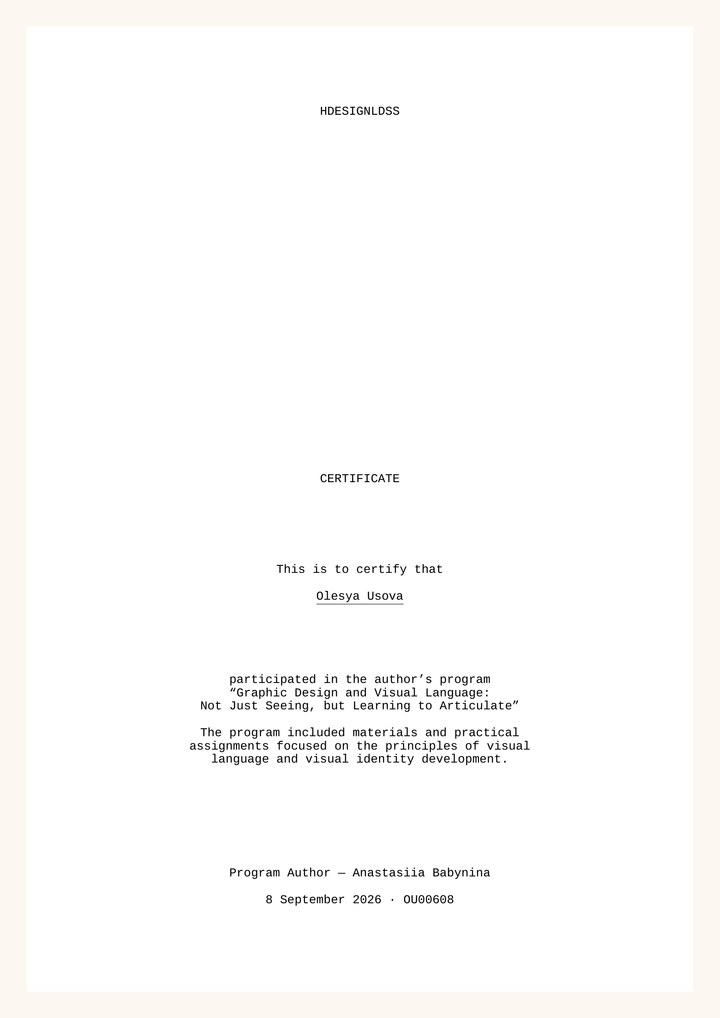 HDESIGNLDSS
CERTIFICATE
This is to certify that
Olesya Usova
participated in the author’s program
“Graphic Design and Visual Language:
Not Just Seeing, but Learning to Articulate”
The program included materials and practical
assignments focused on the principles of visual
language and visual identity development.
Program Author — Anastasiia Babynina
8 September 2026 · OU00608